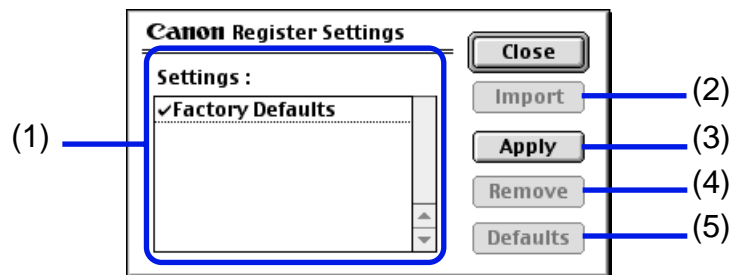 Canon Register Settings
Close
Settings :
Import
(2)
✓Factory Defaults
(1)
Apply
(3)
Remove
(4)
Defaults
(5)